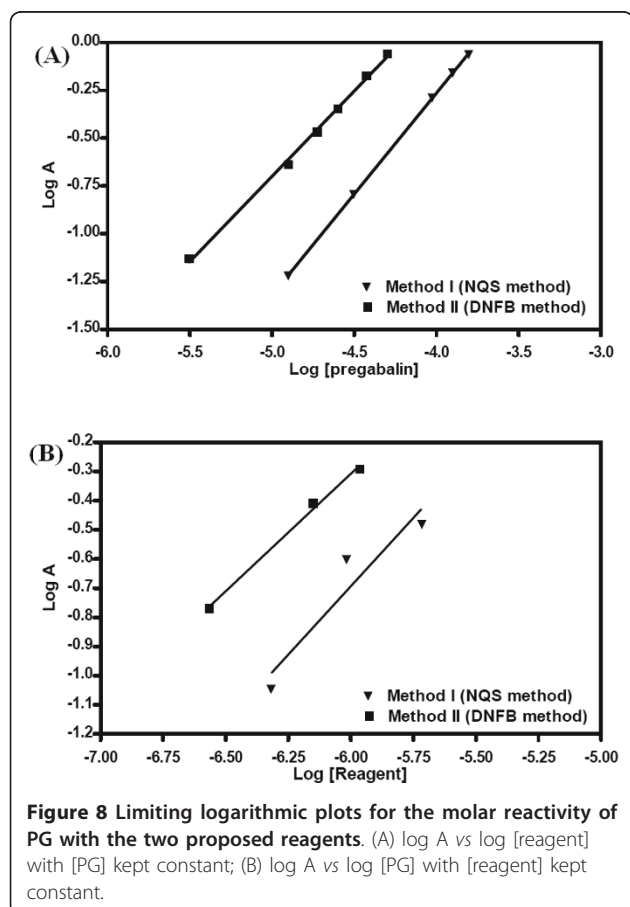 (A)
0.00
-0.25
-0.50
-0.75
-1.00
-1.25
-1.50
Log A
Method I (NQS method)
Method II (DNFB method)
-6.0 -5.5 -5.0 -4.5 -4.0 -3.5 -3.0
Log [pregabalin]
(B)
-0.2
-0.3
-0.4
-0.5
-0.6
-0.7
-0.8
-0.9
-1.0
-1.1
-1.2
Log A
Method I (NQS method)
Method II (DNFB method)
-7.00 -6.75 -6.50 -6.25 -6.00 -5.75 -5.50 -5.25 -5.00
Log [Reagent]
Figure 8 Limiting logarithmic plots for the molar reactivity of
PG with the two proposed reagents. (A) log A vs log [reagent]
with [PG] kept constant; (B) log A vs log [PG] with [reagent] kept
constant.